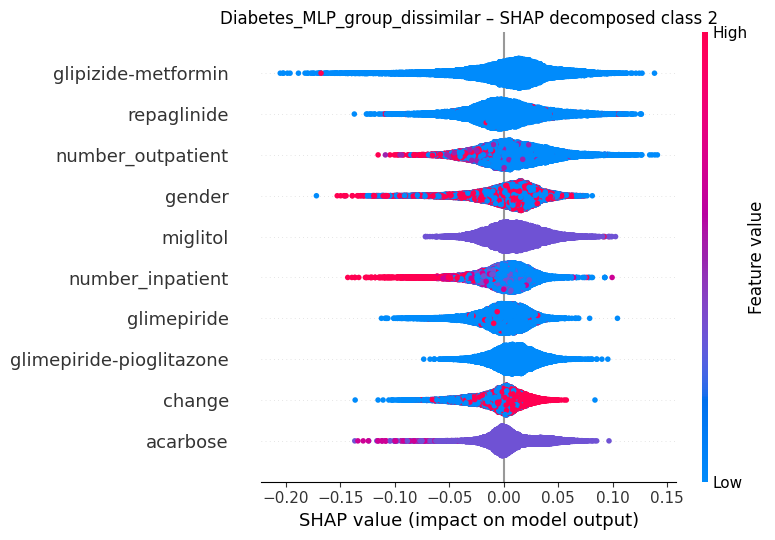 Diabetes_MLP_group_dissimilar – SHAP decomposed class 2
High
glipizide-metformin
repaglinide
number_outpatient
gender
miglitol
number_inpatient
glimepiride
glimepiride-pioglitazone
change
acarbose
Feature value
Low
−0.20 −0.15 −0.10 −0.05 0.00 0.05 0.10 0.15
SHAP value (impact on model output)